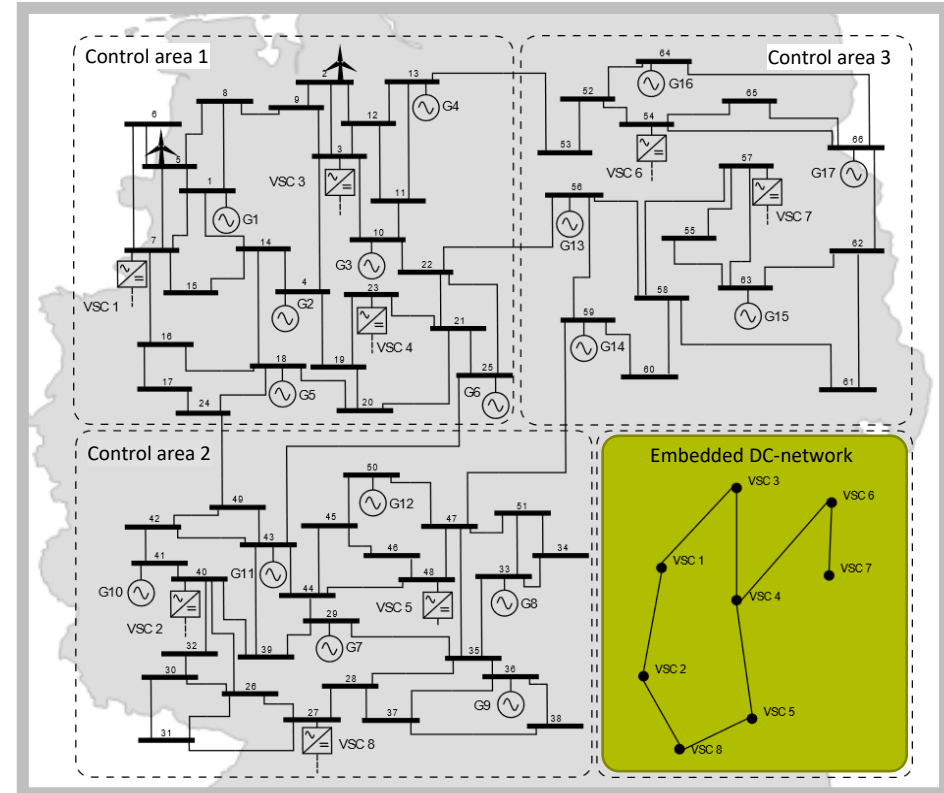 Control area 1
Control area 3
64
2
13
G16
8
9
G4
52
65
6
12
54
3
66
5
VSC 3
53
57
VSC 6
G17
1
11
56
VSC 7
G1
10
G13
7
14
55
62
G3
22
VSC 1
15
4
23
63
58
G2
21
59
G15
VSC 4
16
G14
18
19
25
60
17
G5
G6
61
24
20
Control area 2
Embedded DC-network
50
VSC 3
VSC 6
49
G12
51
42
45
47
43
46
34
41
G11
48
33
VSC 1
VSC 7
40
G10
44
VSC 5
G8
VSC 4
VSC 2
29
32
39
G7
35
30
28
36
VSC 2
26
G9
27
37
38
VSC 5
31
VSC 8
VSC 8